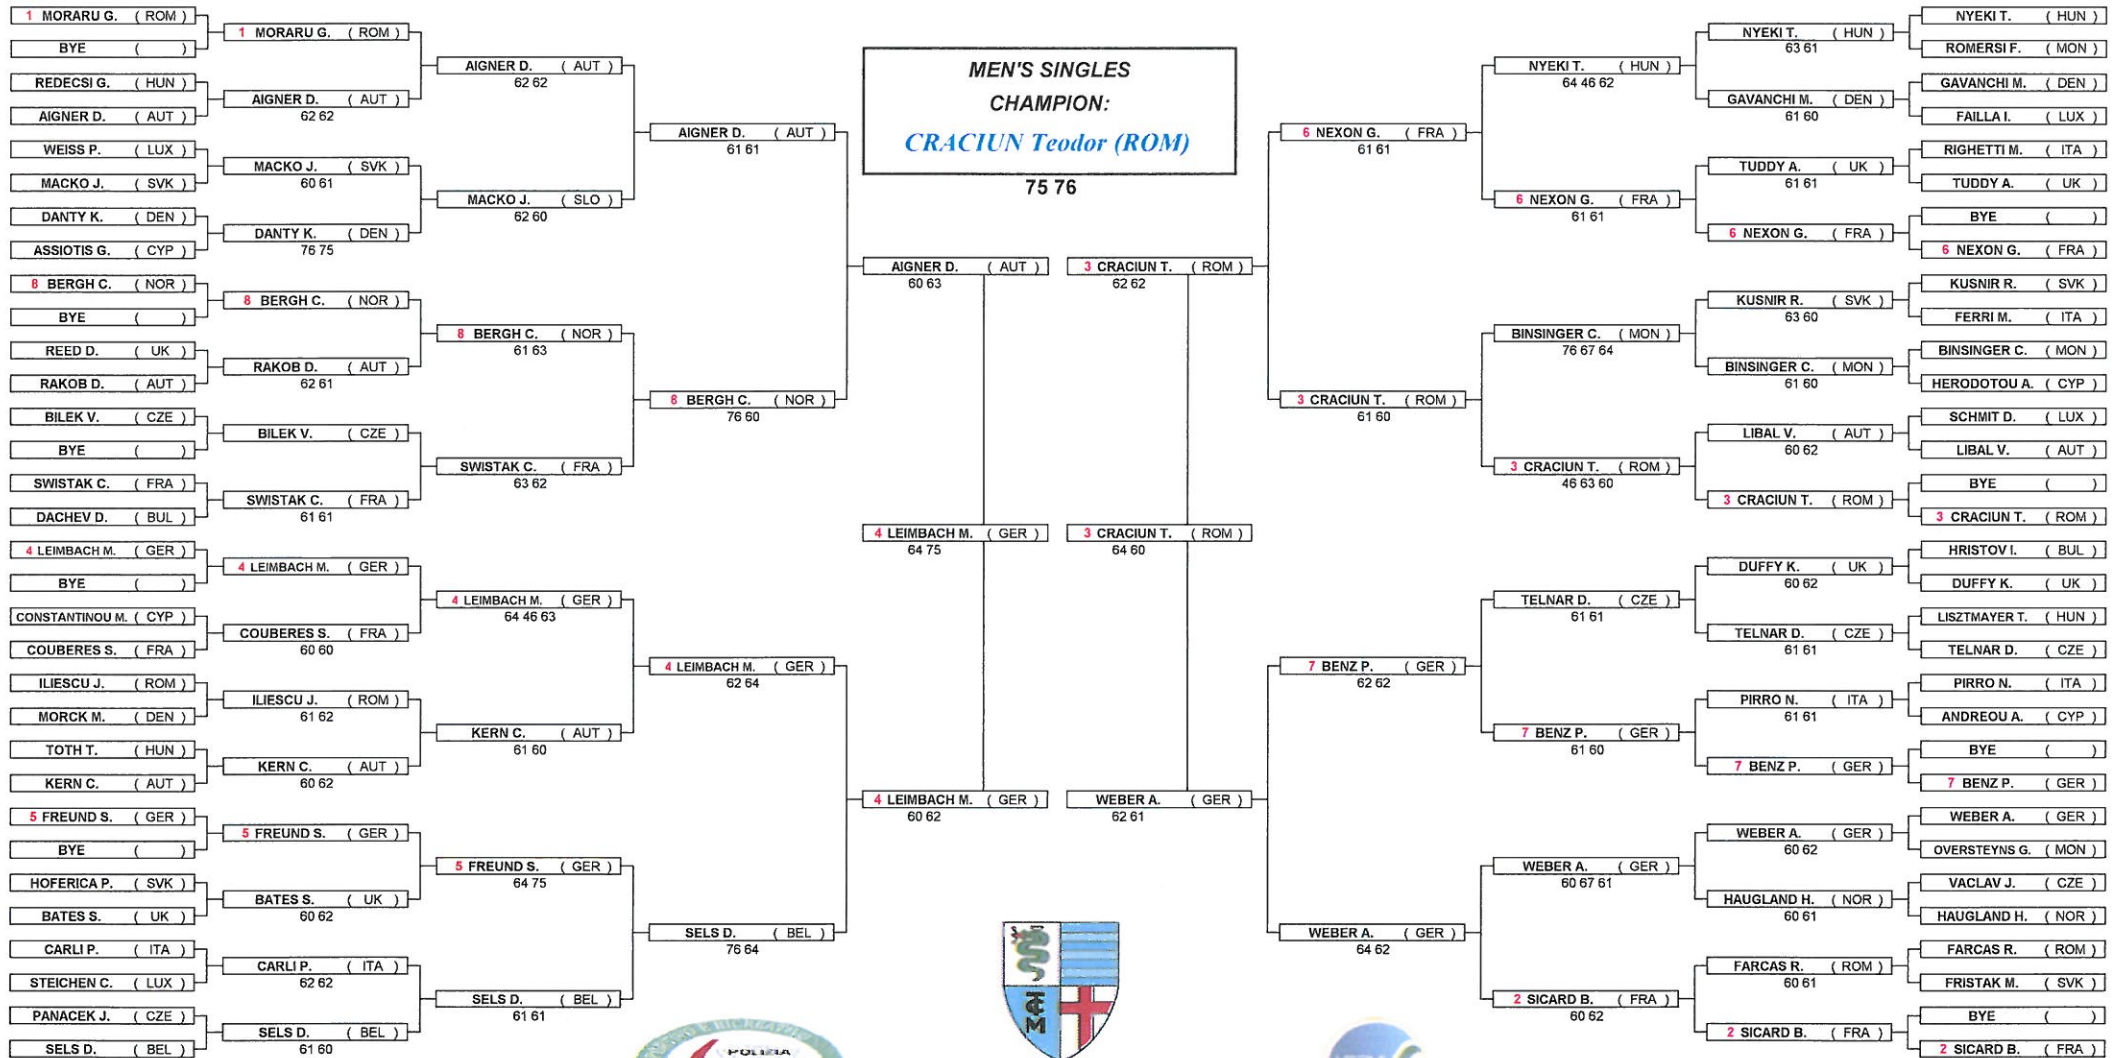 MEN'S SINGLES
CHAMPION:
CRACIUN Teodor (ROM)
75 76
1 MORARU G. ( ROM )
BYE ( )
REDECSI G. ( HUN )
AIGNER D. ( AUT )
WEISS P. ( LUX )
MACKO J. ( SVK )
DANTY K. ( DEN )
ASSIOTIS G. ( CYP )
8 BERGH C. ( NOR )
BYE ( )
REED D. ( UK )
RAKOB D. ( AUT )
BILEK V. ( CZE )
BYE ( )
SWISTAK C. ( FRA )
DACHEV D. ( BUL )
4 LEIMBACH M. ( GER )
BYE ( )
CONSTANTINOU M. ( CYP )
COUBERES S. ( FRA )
ILIESCU J. ( ROM )
MORCK M. ( DEN )
TOTH T. ( HUN )
KERN C. ( AUT )
5 FREUND S. ( GER )
BYE ( )
HOFERICA P. ( SVK )
BATES S. ( UK )
CARLI P. ( ITA )
STEICHEN C. ( LUX )
PANACEK J. ( CZE )
SELS D. ( BEL )
1 MORARU G. ( ROM )
AIGNER D. ( AUT )
62 62
MACKO J. ( SVK )
60 61
DANTY K. ( DEN )
76 75
8 BERGH C. ( NOR )
RAKOB D. ( AUT )
62 61
BILEK V. ( CZE )
SWISTAK C. ( FRA )
61 61
4 LEIMBACH M. ( GER )
COUBERES S. ( FRA )
60 60
ILIESCU J. ( ROM )
61 62
KERN C. ( AUT )
60 62
5 FREUND S. ( GER )
BATES S. ( UK )
60 62
CARLI P. ( ITA )
62 62
SELS D. ( BEL )
61 60
AIGNER D. ( AUT )
62 62
MACKO J. ( SLO )
62 60
8 BERGH C. ( NOR )
61 63
SWISTAK C. ( FRA )
63 62
4 LEIMBACH M. ( GER )
64 46 63
KERN C. ( AUT )
61 60
5 FREUND S. ( GER )
64 75
SELS D. ( BEL )
61 61
AIGNER D. ( AUT )
61 61
8 BERGH C. ( NOR )
76 60
4 LEIMBACH M. ( GER )
62 64
SELS D. ( BEL )
76 64
AIGNER D. ( AUT )
60 63
4 LEIMBACH M. ( GER )
64 75
4 LEIMBACH M. ( GER )
60 62
3 CRACIUN T. ( ROM )
62 62
3 CRACIUN T. ( ROM )
64 60
WEBER A. ( GER )
62 61
6 NEXON G. ( FRA )
61 61
3 CRACIUN T. ( ROM )
61 60
7 BENZ P. ( GER )
62 62
WEBER A. ( GER )
64 62
NYEKI T. ( HUN )
64 46 62
6 NEXON G. ( FRA )
61 61
BINSINGER C. ( MON )
76 67 64
3 CRACIUN T. ( ROM )
46 63 60
TELNAR D. ( CZE )
61 61
7 BENZ P. ( GER )
61 60
WEBER A. ( GER )
60 67 61
2 SICARD B. ( FRA )
60 62
NYEKI T. ( HUN )
63 61
GAVANCHI M. ( DEN )
61 60
TUDDY A. ( UK )
61 61
6 NEXON G. ( FRA )
KUSNIR R. ( SVK )
63 60
BINSINGER C. ( MON )
61 60
LIBAL V. ( AUT )
60 62
3 CRACIUN T. ( ROM )
DUFFY K. ( UK )
60 62
TELNAR D. ( CZE )
61 61
PIRRO N. ( ITA )
61 61
7 BENZ P. ( GER )
WEBER A. ( GER )
60 62
HAUGLAND H. ( NOR )
60 61
FARCAS R. ( ROM )
60 61
2 SICARD B. ( FRA )
NYEKI T. ( HUN )
ROMERSI F. ( MON )
GAVANCHI M. ( DEN )
FAILLA I. ( LUX )
RIGHETTI M. ( ITA )
TUDDY A. ( UK )
BYE ( )
6 NEXON G. ( FRA )
KUSNIR R. ( SVK )
FERRI M. ( ITA )
BINSINGER C. ( MON )
HERODOTOU A. ( CYP )
SCHMIT D. ( LUX )
LIBAL V. ( AUT )
BYE ( )
3 CRACIUN T. ( ROM )
HRISTOV I. ( BUL )
DUFFY K. ( UK )
LISZTMAYER T. ( HUN )
TELNAR D. ( CZE )
PIRRO N. ( ITA )
ANDREOU A. ( CYP )
BYE ( )
7 BENZ P. ( GER )
WEBER A. ( GER )
OVERSTEYNS G. ( MON )
VACLAV J. ( CZE )
HAUGLAND H. ( NOR )
FARCAS R. ( ROM )
FRISTAK M. ( SVK )
BYE ( )
2 SICARD B. ( FRA )
POLIZIA